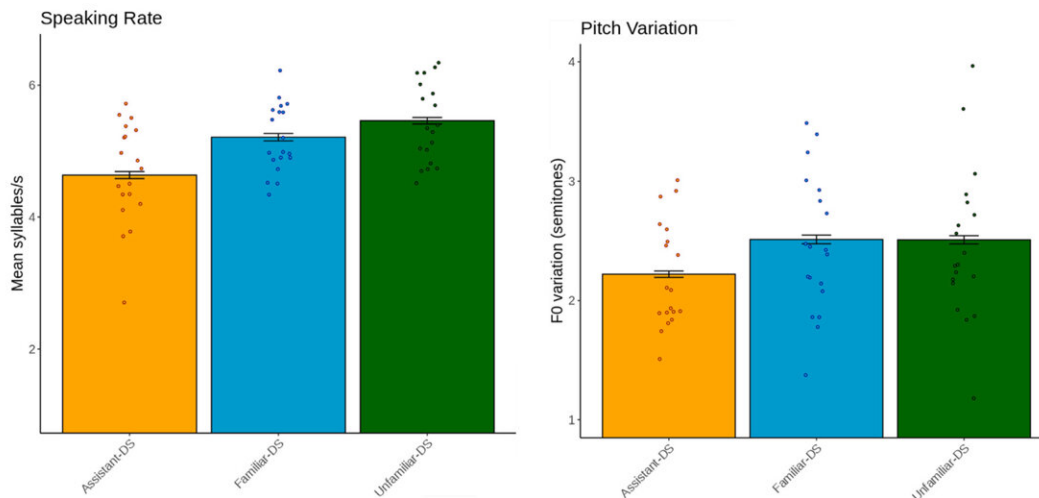 Speaking Rate
Mean syllables/s
6
4
2
Assistant-DS
Familiar-DS
Unfamiliar-DS
Pitch Variation
F0 variation (semitones)
4
3
2
1
Assistant-DS
Familiar-DS
Unfamiliar-DS